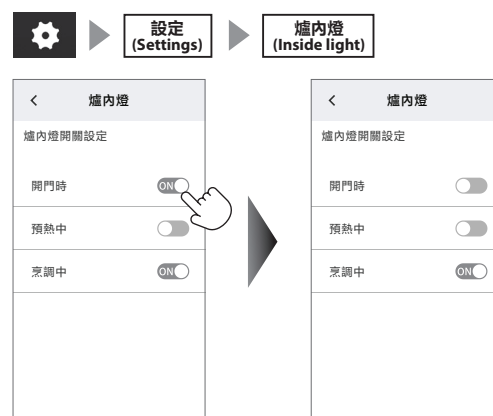 設定
(Settings)
爐內燈
(Inside light)
爐內燈
爐內燈開關設定
開門時 ON
預熱中
烹調中 ON
爐內燈
爐內燈開關設定
開門時
預熱中
烹調中 ON